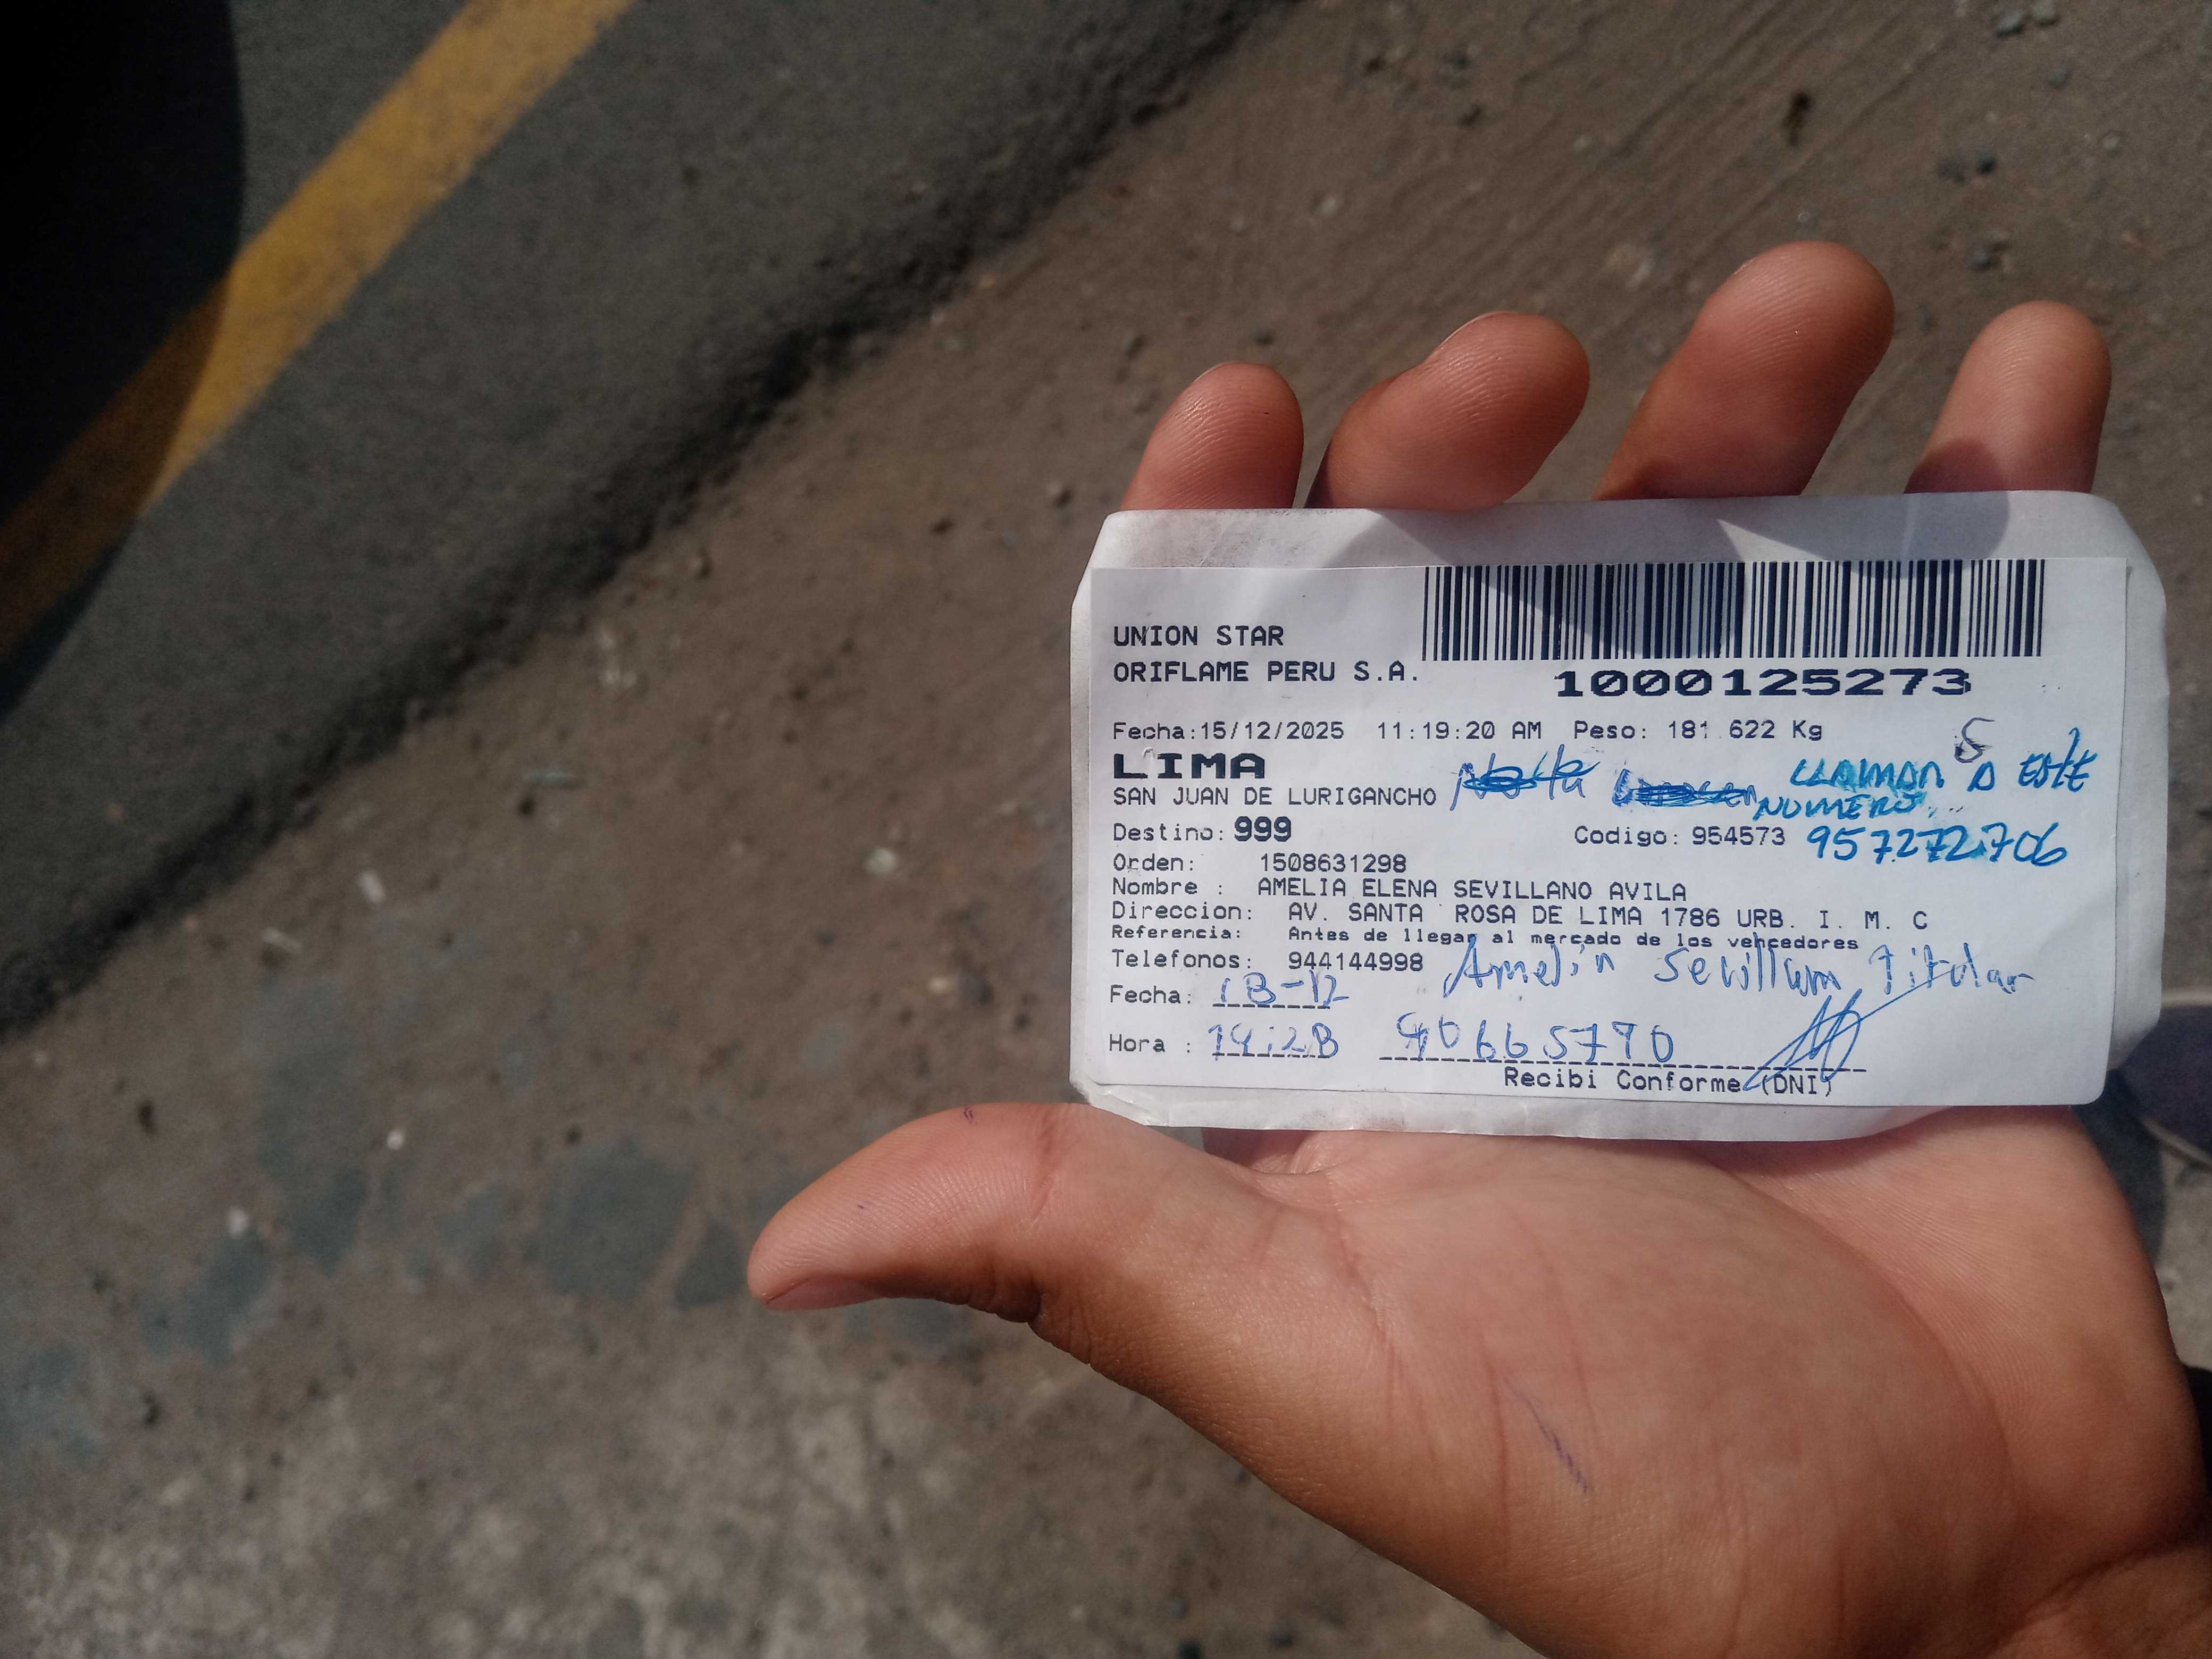 UNION STAR
ORIFLAME PERU S.A.
1000125273
Fecha:15/12/2025 11:19:20 AM Peso: 181.622 Kg
S
LIMA
LLAMAR A ESTE
SAN JUAN DE LURIGANCHO
NUMERO
Destino: 999 Codigo: 954573 957272706
Orden: 1508631298
Nombre : AMELIA ELENA SEVILLANO AVILA
Direccion: AV. SANTA ROSA DE LIMA 1786 URB. I. M. C
Referencia: Antes de llegar al mercado de los vehcedores
Telefonos: 944144998 Amelia Sevillano Titular
Fecha: 18-12
Hora : 14:28 40665790
Recibi Conforme (DNI)